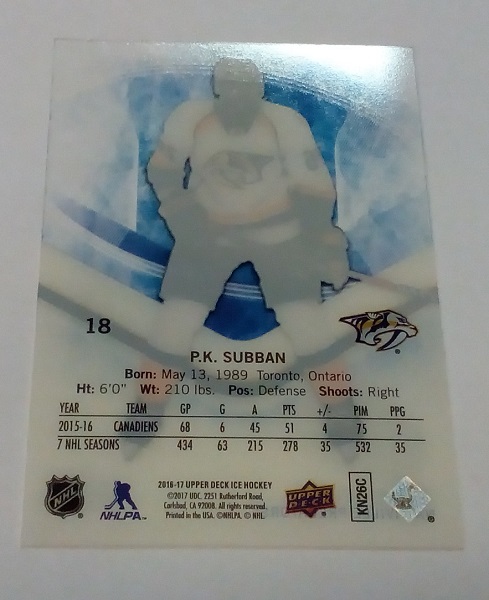 18
P.K. SUBBAN
Born: May 13, 1989 Toronto, Ontario
Ht: 6'0" Wt: 210 lbs. Pos: Defense Shoots: Right
YEAR TEAM GP G A PTS +/- PIM PPG
2015-16 CANADIENS 68 6 45 51 4 75 2
7 NHL SEASONS 434 63 215 278 35 532 35
2016-17 UPPER DECK ICE HOCKEY
©2017 UDC. 2251 Rutherford Road,
Carlsbad, CA 92008. All rights reserved.
Printed in the USA. ©NHLPA. © NHL.
NHL
NHLPA™
UPPER DECK
KN26C
®